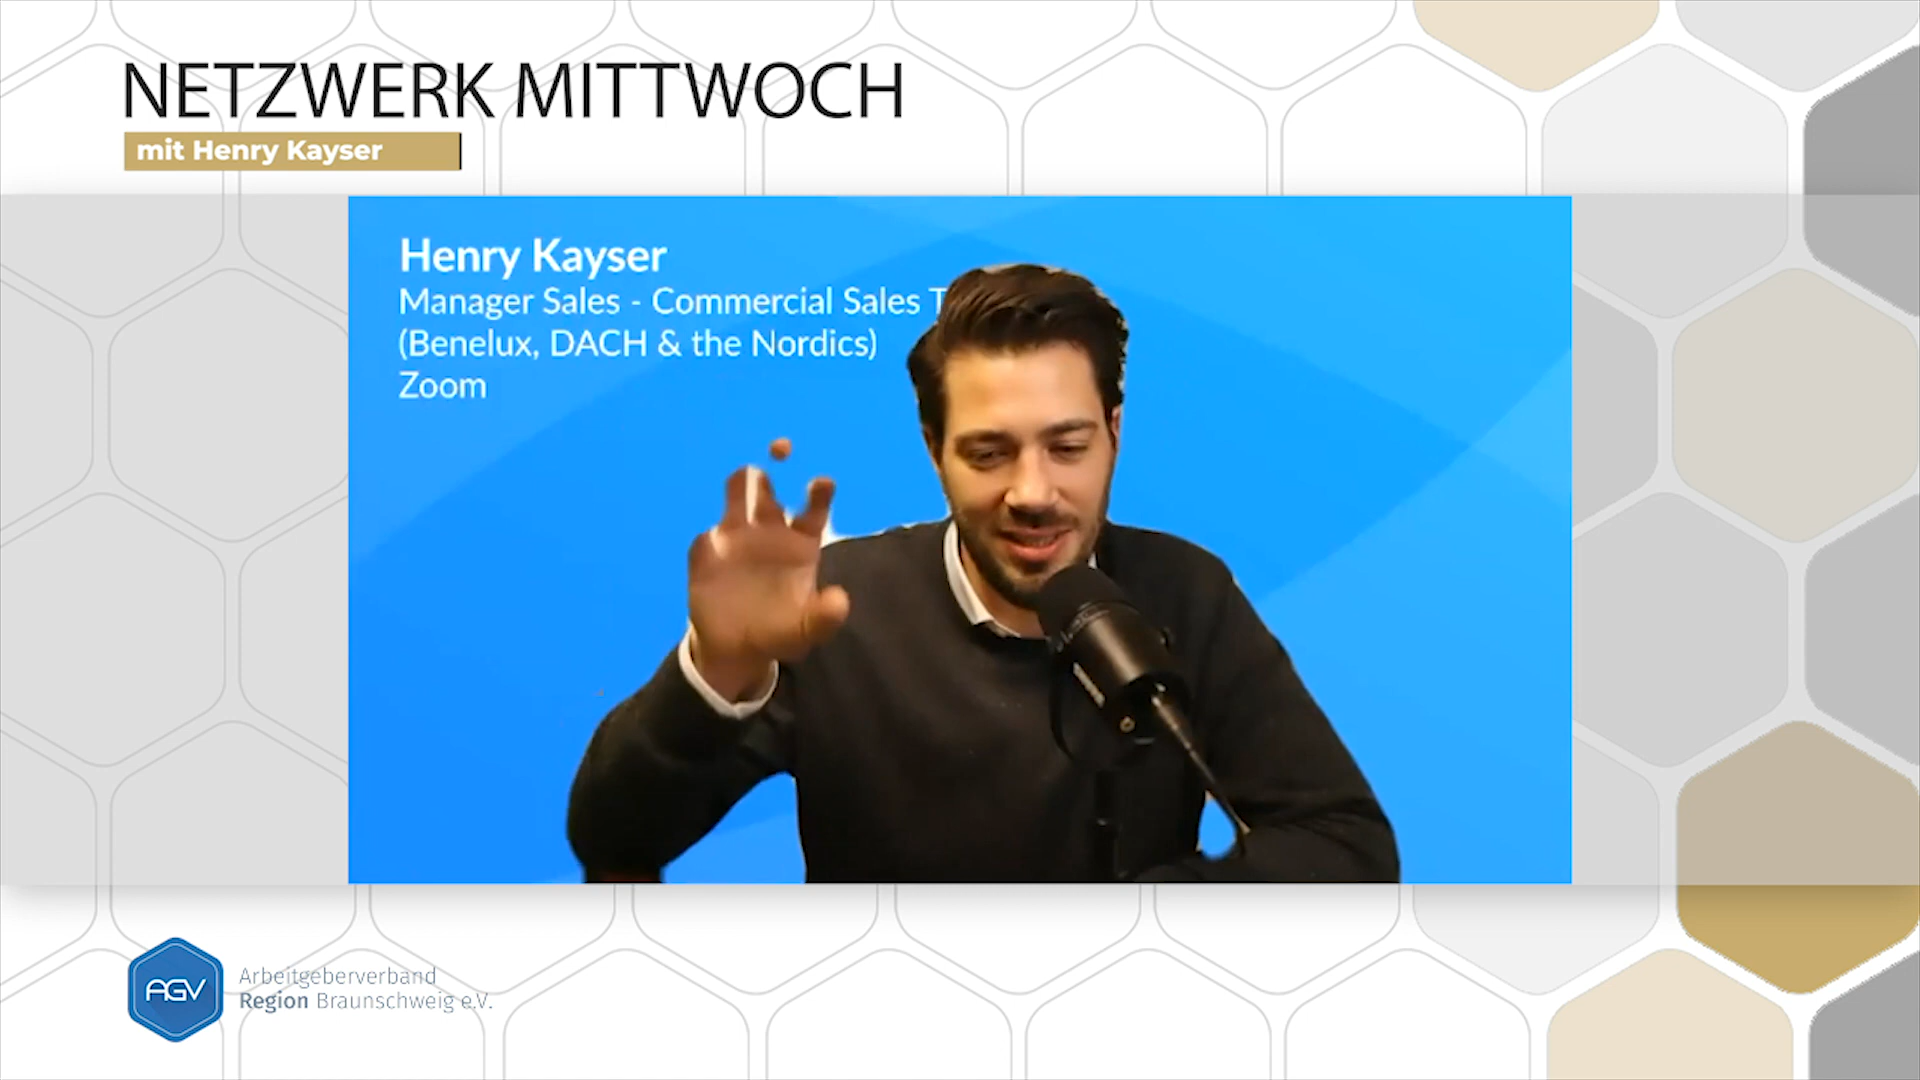 NETZWERK MITTWOCH
mit Henry Kayser
Henry Kayser
Manager Sales - Commercial Sales
(Benelux, DACH & the Nordics)
Zoom
AGV
Arbeitgeberverband
Region Braunschweig e.V.